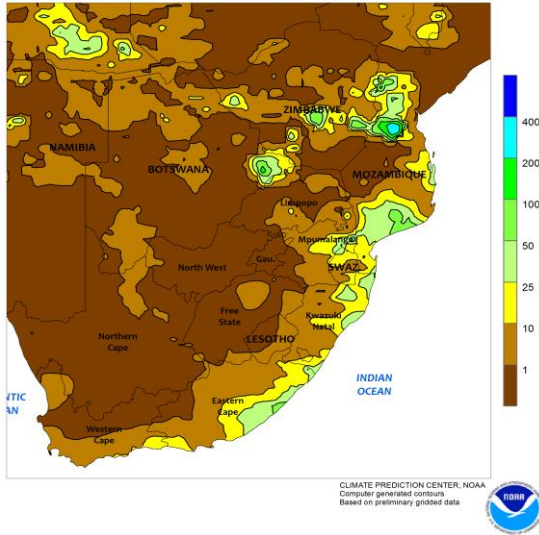 ZIMBABWE
NAMIBIA
BOTSWANA
MOZAMBIQUE
Limpopo
Mpumalanga
Gau.
North West
SWAZ.
Free
State
Kwazulu
Natal
LESOTHO
Northern
Cape
Eastern
Cape
Western
Cape
NTIC
AN
INDIAN
OCEAN
400
200
100
50
25
10
1
CLIMATE PREDICTION CENTER, NOAA
Computer generated contours
Based on preliminary gridded data
NOAA